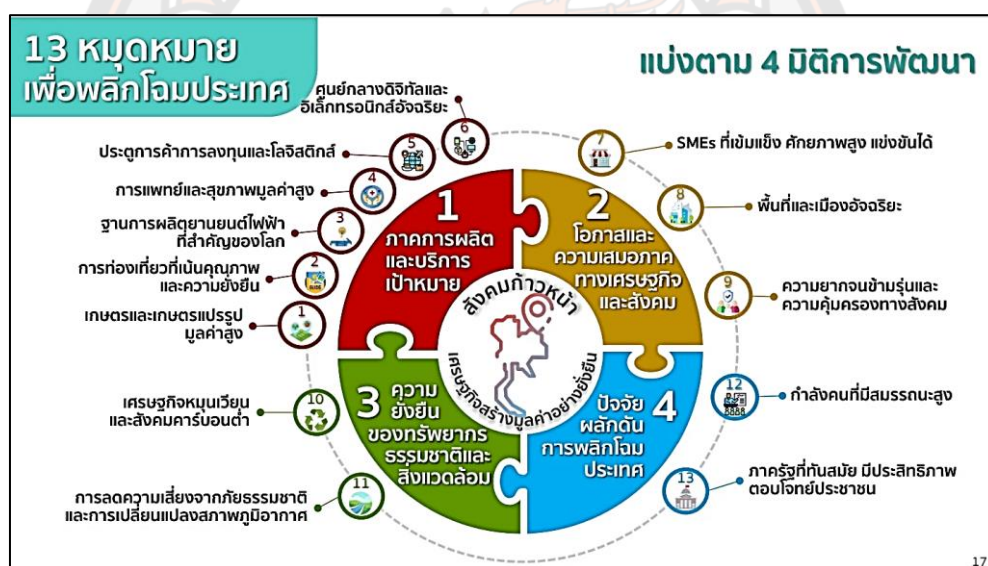 13 หมุดหมาย
เพื่อพลิกโฉมประเทศ
แบ่งตาม 4 มิติการพัฒนา
ศูนย์กลางดิจิทัลและ
อิเล็กทรอนิกส์อัจฉริยะ
6
ประตูการค้าการลงทุนและโลจิสติกส์
5
การแพทย์และสุขภาพมูลค่าสูง
4
ฐานการผลิตยานยนต์ไฟฟ้า
ที่สำคัญของโลก
3
การท่องเที่ยวที่เน้นคุณภาพ
และความยั่งยืน
2
เกษตรและเกษตรแปรรูป
มูลค่าสูง
1
1
ภาคการผลิต
และบริการ
เป้าหมาย
2
โอกาสและ
ความเสมอภาค
ทางเศรษฐกิจ
และสังคม
7
SMEs ที่เข้มแข็ง ศักยภาพสูง แข่งขันได้
8
พื้นที่และเมืองอัจฉริยะ
9
ความยากจนข้ามรุ่นและ
ความคุ้มครองทางสังคม
สังคมก้าวหน้า
เศรษฐกิจสร้างมูลค่าอย่างยั่งยืน
3 ความ
ยั่งยืน
ของทรัพยากร
ธรรมชาติและ
สิ่งแวดล้อม
10
เศรษฐกิจหมุนเวียน
และสังคมคาร์บอนต่ำ
11
การลดความเสี่ยงจากภัยธรรมชาติ
และการเปลี่ยนแปลงสภาพภูมิอากาศ
ปัจจัย 4
ผลักดัน
การพลิกโฉม
ประเทศ
12
กำลังคนที่มีสมรรถนะสูง
13
ภาครัฐที่ทันสมัย มีประสิทธิภาพ
ตอบโจทย์ประชาชน
17